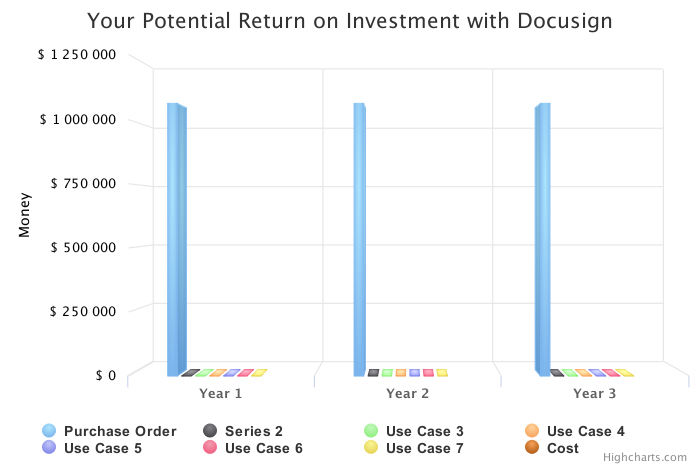 Your Potential Return on Investment with Docusign
$ 1 250 000
$ 1 000 000
$ 750 000
$ 500 000
$ 250 000
$ 0
Money
Year 1 Year 2 Year 3
Purchase Order Series 2 Use Case 3 Use Case 4
Use Case 5 Use Case 6 Use Case 7 Cost
Highcharts.com